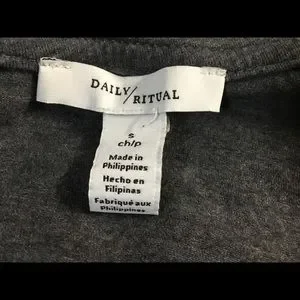 DAILY/RITUAL
S
ch/p
Made in
Philippines
Hecho en
Filipinas
Fabriqué aux
Philippines